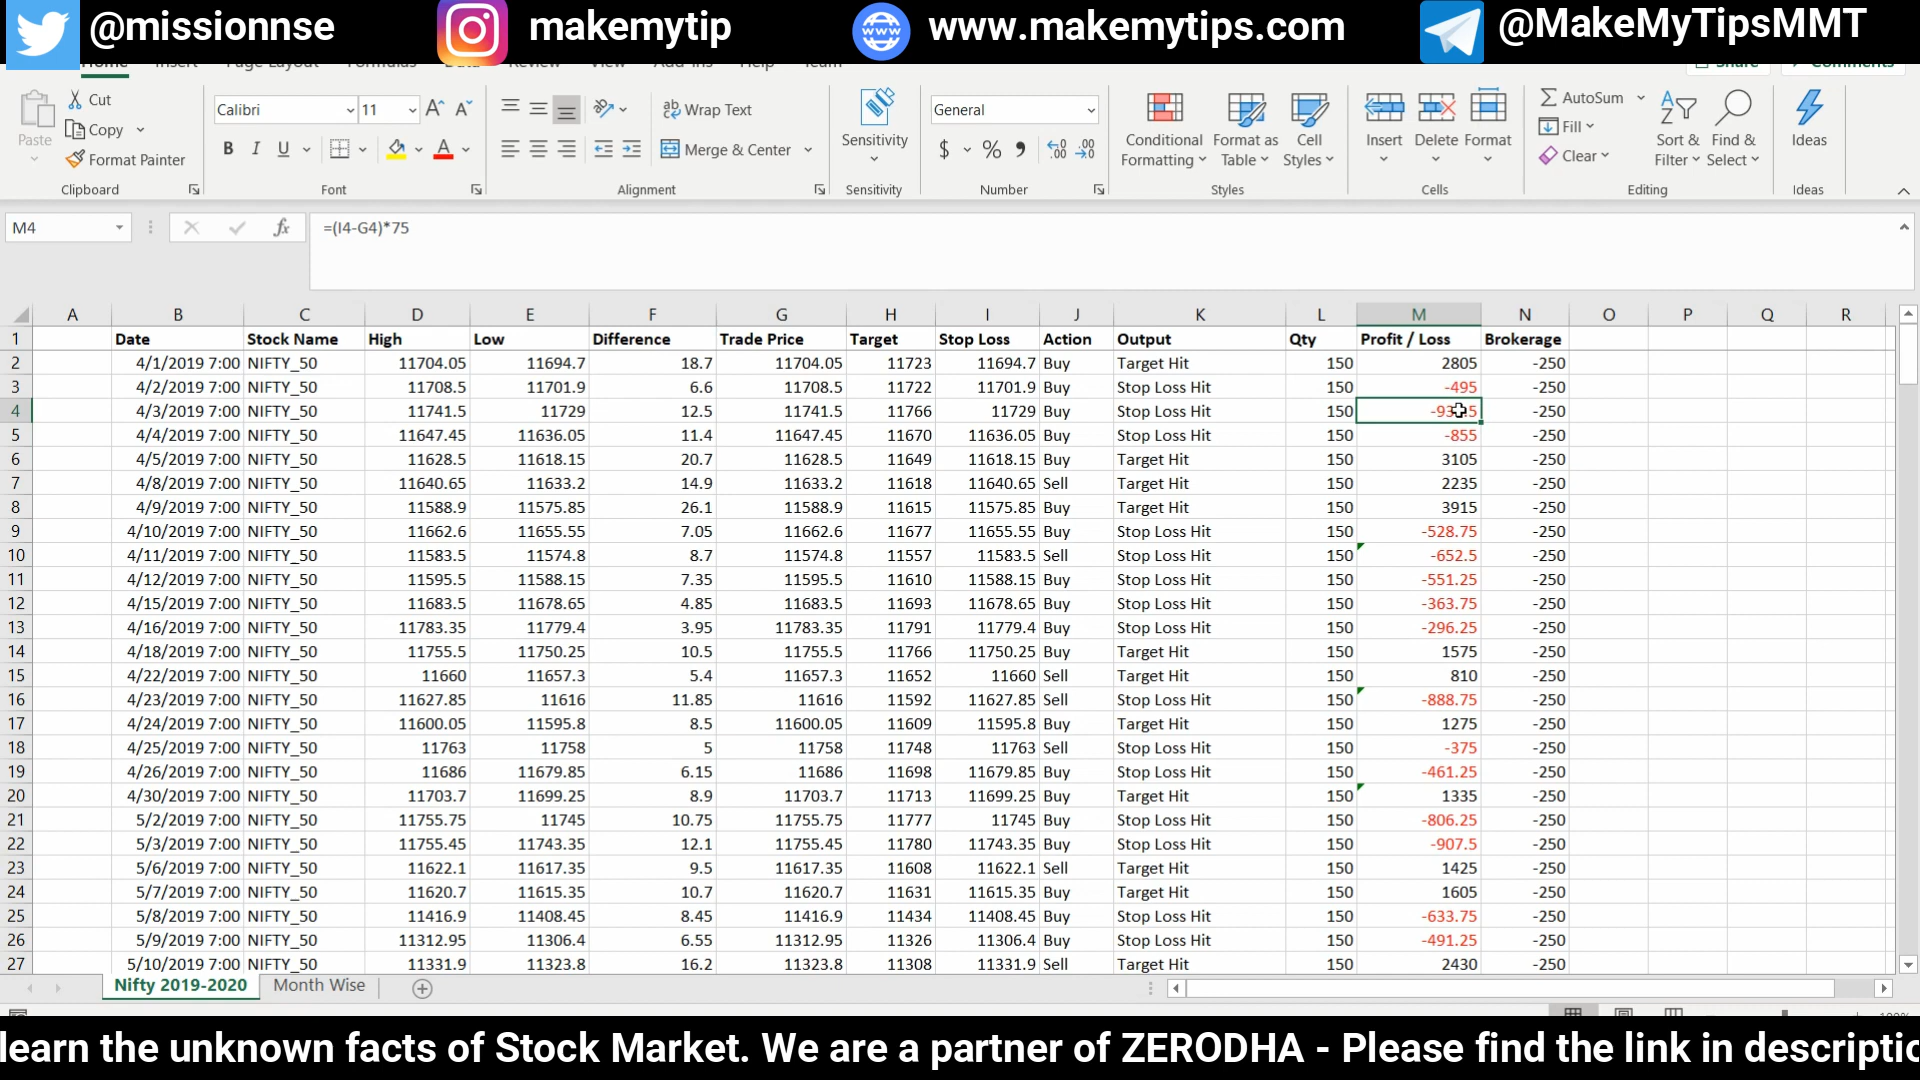 @missionnse makemytip www.makemytips.com @MakeMyTipsMMT
Home Insert Page Layout Formulas Data Review View Add-ins Help Team Share Comments
Paste Cut Copy Format Painter Clipboard
Calibri 11 B I U Font
Wrap Text Merge & Center Alignment
Sensitivity Sensitivity
General $ % Number
Conditional Formatting Format as Table Cell Styles Styles
Insert Delete Format Cells
AutoSum Fill Clear Sort & Filter Find & Select Editing
Ideas Ideas
M4 fx =(I4-G4)*75
A B C D E F G H I J K L M N O P Q R
1 Date Stock Name High Low Difference Trade Price Target Stop Loss Action Output Qty Profit / Loss Brokerage
2 4/1/2019 7:00 NIFTY_50 11704.05 11694.7 18.7 11704.05 11723 11694.7 Buy Target Hit 150 2805 -250
3 4/2/2019 7:00 NIFTY_50 11708.5 11701.9 6.6 11708.5 11722 11701.9 Buy Stop Loss Hit 150 -495 -250
4 4/3/2019 7:00 NIFTY_50 11741.5 11729 12.5 11741.5 11766 11729 Buy Stop Loss Hit 150 -250
5 4/4/2019 7:00 NIFTY_50 11647.45 11636.05 11.4 11647.45 11670 11636.05 Buy Stop Loss Hit 150 -855 -250
6 4/5/2019 7:00 NIFTY_50 11628.5 11618.15 20.7 11628.5 11649 11618.15 Buy Target Hit 150 3105 -250
7 4/8/2019 7:00 NIFTY_50 11640.65 11633.2 14.9 11633.2 11618 11640.65 Sell Target Hit 150 2235 -250
8 4/9/2019 7:00 NIFTY_50 11588.9 11575.85 26.1 11588.9 11615 11575.85 Buy Target Hit 150 3915 -250
9 4/10/2019 7:00 NIFTY_50 11662.6 11655.55 7.05 11662.6 11677 11655.55 Buy Stop Loss Hit 150 -528.75 -250
10 4/11/2019 7:00 NIFTY_50 11583.5 11574.8 8.7 11574.8 11557 11583.5 Sell Stop Loss Hit 150 -652.5 -250
11 4/12/2019 7:00 NIFTY_50 11595.5 11588.15 7.35 11595.5 11610 11588.15 Buy Stop Loss Hit 150 -551.25 -250
12 4/15/2019 7:00 NIFTY_50 11683.5 11678.65 4.85 11683.5 11693 11678.65 Buy Stop Loss Hit 150 -363.75 -250
13 4/16/2019 7:00 NIFTY_50 11783.35 11779.4 3.95 11783.35 11791 11779.4 Buy Stop Loss Hit 150 -296.25 -250
14 4/18/2019 7:00 NIFTY_50 11755.5 11750.25 10.5 11755.5 11766 11750.25 Buy Target Hit 150 1575 -250
15 4/22/2019 7:00 NIFTY_50 11660 11657.3 5.4 11657.3 11652 11660 Sell Target Hit 150 810 -250
16 4/23/2019 7:00 NIFTY_50 11627.85 11616 11.85 11616 11592 11627.85 Sell Stop Loss Hit 150 -888.75 -250
17 4/24/2019 7:00 NIFTY_50 11600.05 11595.8 8.5 11600.05 11609 11595.8 Buy Target Hit 150 1275 -250
18 4/25/2019 7:00 NIFTY_50 11763 11758 5 11758 11748 11763 Sell Stop Loss Hit 150 -375 -250
19 4/26/2019 7:00 NIFTY_50 11686 11679.85 6.15 11686 11698 11679.85 Buy Stop Loss Hit 150 -461.25 -250
20 4/30/2019 7:00 NIFTY_50 11703.7 11699.25 8.9 11703.7 11713 11699.25 Buy Target Hit 150 1335 -250
21 5/2/2019 7:00 NIFTY_50 11755.75 11745 10.75 11755.75 11777 11745 Buy Stop Loss Hit 150 -806.25 -250
22 5/3/2019 7:00 NIFTY_50 11755.45 11743.35 12.1 11755.45 11780 11743.35 Buy Stop Loss Hit 150 -907.5 -250
23 5/6/2019 7:00 NIFTY_50 11622.1 11617.35 9.5 11617.35 11608 11622.1 Sell Target Hit 150 1425 -250
24 5/7/2019 7:00 NIFTY_50 11620.7 11615.35 10.7 11620.7 11631 11615.35 Buy Target Hit 150 1605 -250
25 5/8/2019 7:00 NIFTY_50 11416.9 11408.45 8.45 11416.9 11434 11408.45 Buy Stop Loss Hit 150 -633.75 -250
26 5/9/2019 7:00 NIFTY_50 11312.95 11306.4 6.55 11312.95 11326 11306.4 Buy Stop Loss Hit 150 -491.25 -250
27 5/10/2019 7:00 NIFTY_50 11331.9 11323.8 16.2 11323.8 11308 11331.9 Sell Target Hit 150 2430 -250
Nifty 2019-2020 Month Wise
learn the unknown facts of Stock Market. We are a partner of ZERODHA - Please find the link in descriptio